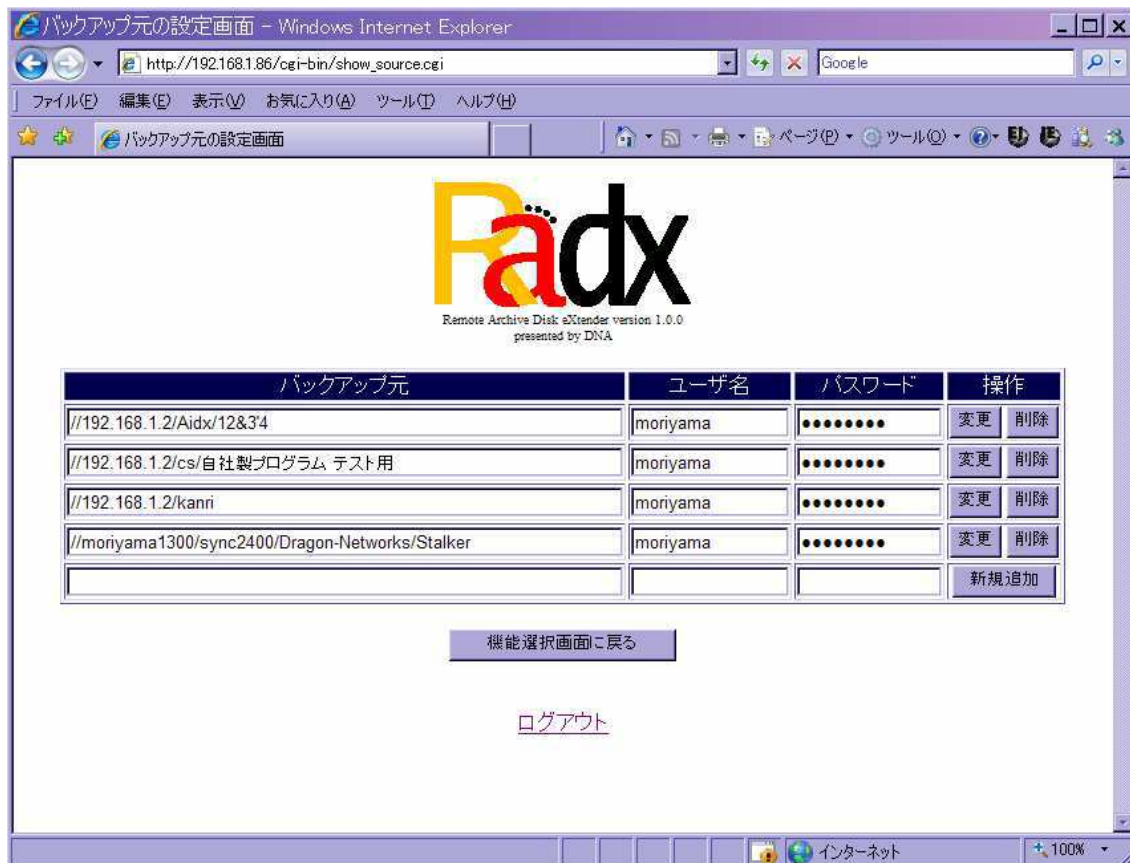 バックアップ元の設定画面 - Windows Internet Explorer
http://192.168.1.86/cgi-bin/show_source.cgi
Google
ファイル(F) 編集(E) 表示(V) お気に入り(A) ツール(T) ヘルプ(H)
バックアップ元の設定画面
ページ(P) ツール(O)
Radx
Remote Archive Disk eXtender version 1.0.0
presented by DNA
バックアップ元 ユーザ名 パスワード 操作
//192.168.1.2/Aidx/12&3'4 moriyama ●●●●●●●● 変更 削除
//192.168.1.2/cs/自社製プログラム テスト用 moriyama ●●●●●●●● 変更 削除
//192.168.1.2/kanri moriyama ●●●●●●●● 変更 削除
//moriyama1300/sync2400/Dragon-Networks/Stalker moriyama ●●●●●●●● 変更 削除
新規追加
機能選択画面に戻る
ログアウト
インターネット 100%